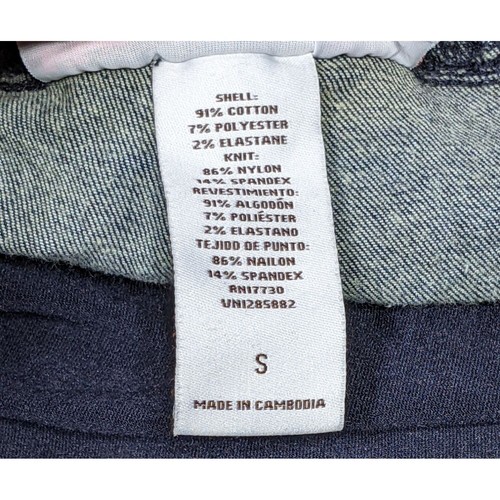 SHELL:
91% COTTON
7% POLYESTER
2% ELASTANE
KNIT:
86% NYLON
14% SPANDEX
REVESTIMIENTO:
91% ALGODÓN
7% POLIÉSTER
2% ELASTANO
TEJIDO DE PUNTO:
86% NAILON
14% SPANDEX
RN17730
VN1285882
S
MADE IN CAMBODIA